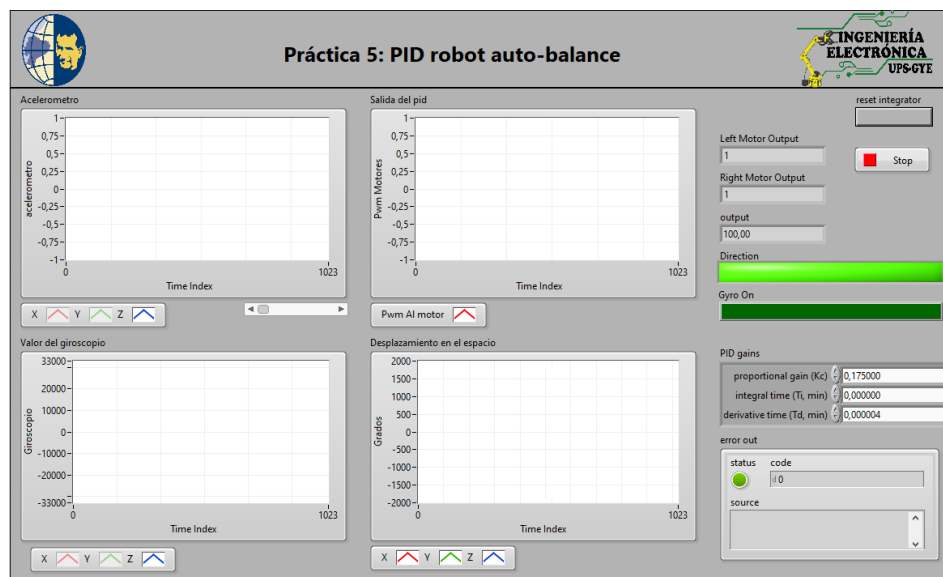 Práctica 5: PID robot auto-balance
INGENIERÍA
ELECTRÓNICA
UPS-GYE
Acelerometro
acelerometro
1
0,75
0,5
0,25
0
-0,25
-0,5
-0,75
-1
0
1023
Time Index
X Y Z
Salida del pid
Pwm Motores
1
0,75
0,5
0,25
0
-0,25
-0,5
-0,75
-1
0
1023
Time Index
Pwm Al motor
reset integrator
Left Motor Output
1
Stop
Right Motor Output
1
output
100,00
Direction
Gyro On
Valor del giroscopio
Giroscopio
33000
20000
10000
0
-10000
-20000
-33000
0
1023
Time Index
X Y Z
Desplazamiento en el espacio
Grados
2000
1500
1000
500
0
-500
-1000
-1500
-2000
0
1023
Time Index
X Y Z
PID gains
proportional gain (Kc) 0,175000
integral time (Ti, min) 0,000000
derivative time (Td, min) 0,000004
error out
status code
d 0
source